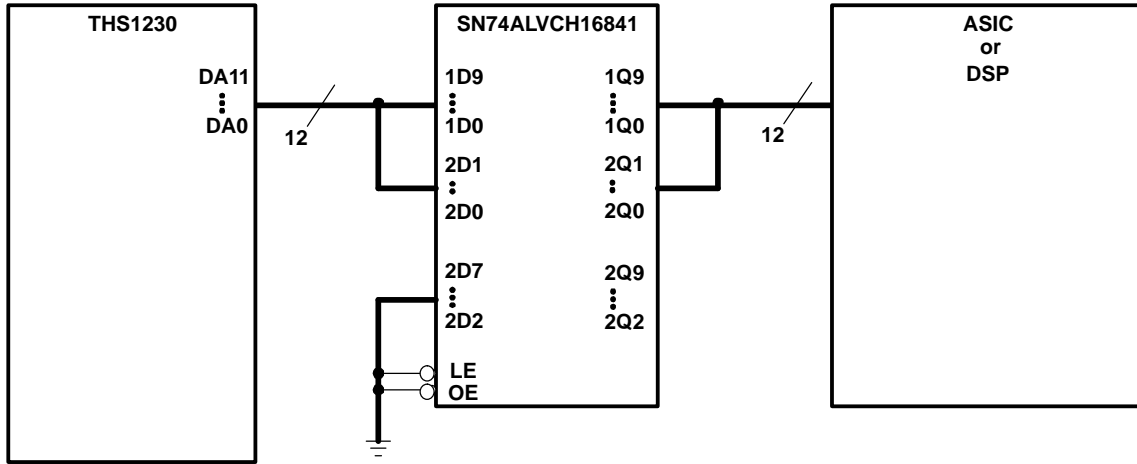 THS1230
DA11
DA0
12
SN74ALVCH16841
1D9
1D0
2D1
2D0
2D7
2D2
LE
OE
1Q9
1Q0
2Q1
2Q0
2Q9
2Q2
12
ASIC
or
DSP